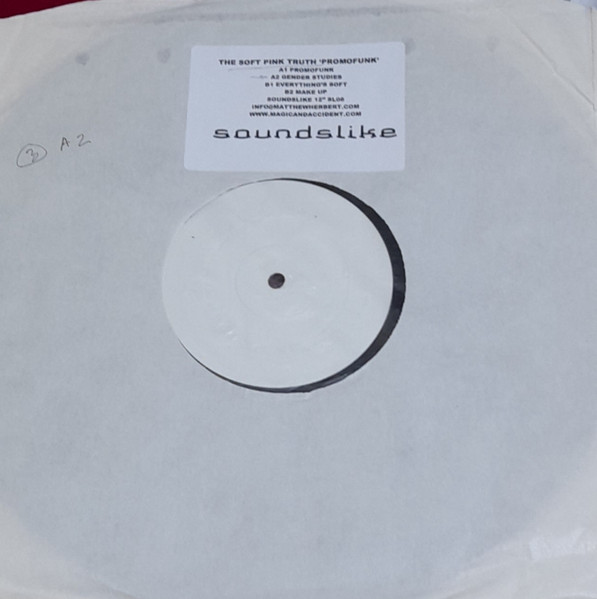 THE SOFT PINK TRUTH 'PROMOFUNK'
A1 PROMOFUNK
A2 GENDER STUDIES
B1 EVERYTHING'S SOFT
B2 MAKE UP
SOUNDSLIKE 12" SL08
INFO@MATTHEWHERBERT.COM
WWW.MAGICANDACCIDENT.COM
soundslike
3 A2